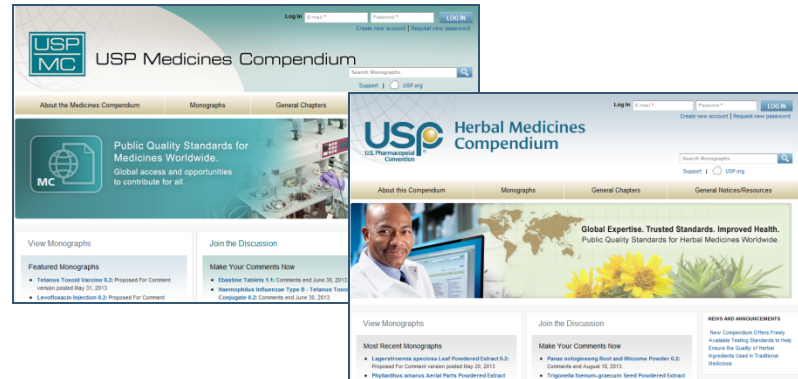 Log In E-mail * Password * LOG IN
Create new account | Request new password
USP
MC
USP Medicines Compendium
Search Monographs
Support | USP.org
About the Medicines Compendium Monographs General Chapters
MC
Public Quality Standards for
Medicines Worldwide.
Global access and opportunities
to contribute for all.
View Monographs
Featured Monographs
Tetanus Toxoid Vaccine 0.2: Proposed For Comment
version posted May 31, 2013
Levofloxacin Injection 0.2: Proposed For Comment
Join the Discussion
Make Your Comments Now
Ebastine Tablets 1.1: Comments end June 30, 2013
Haemophilus Influenzae Type B - Tetanus Toxo
Conjugate 0.2: Comments end June 30, 2013.
Log In E-mail * Password * LOG IN
Create new account | Request new password
USP
U.S. Pharmacopeial
Convention
Herbal Medicines
Compendium
Search Monographs
Support | USP.org
About this Compendium Monographs General Chapters General Notices/Resources
Global Expertise. Trusted Standards. Improved Health.
Public Quality Standards for Herbal Medicines Worldwide.
View Monographs
Most Recent Monographs
Lagerstroemia speciosa Leaf Powdered Extract 0.2:
Proposed For Comment version posted May 20, 2013
Phyllanthus amarus Aerial Parts Powdered Extract
Join the Discussion
Make Your Comments Now
Panax notoginseng Root and Rhizome Powder 0.2:
Comments end August 18, 2013.
Trigonella foenum-graecum Seed Powdered Extract
NEWS AND ANNOUNCEMENTS
New Compendium Offers Freely
Available Testing Standards to Help
Ensure the Quality of Herbal
Ingredients Used in Traditional
Medicines